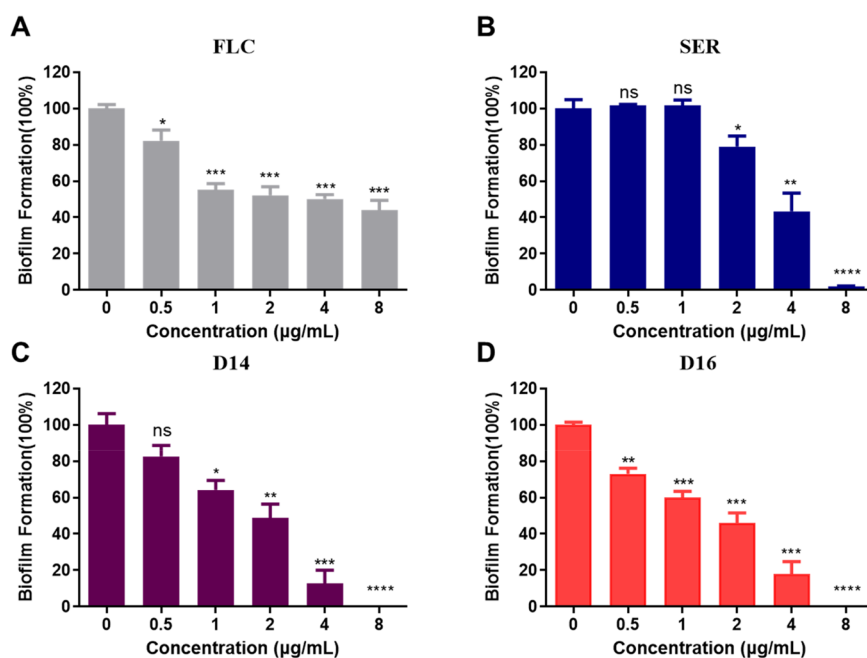 A
FLC
Biofilm Formation(100%)
120
100
80
60
40
20
0
*
***
***
***
***
0 0.5 1 2 4 8
Concentration (µg/mL)
B
SER
Biofilm Formation(100%)
120
100
80
60
40
20
0
ns
ns
*
**
****
0 0.5 1 2 4 8
Concentration (µg/mL)
C
D14
Biofilm Formation(100%)
120
100
80
60
40
20
0
ns
*
**
***
****
0 0.5 1 2 4 8
Concentration (µg/mL)
D
D16
Biofilm Formation(100%)
120
100
80
60
40
20
0
**
***
***
***
****
0 0.5 1 2 4 8
Concentration (µg/mL)